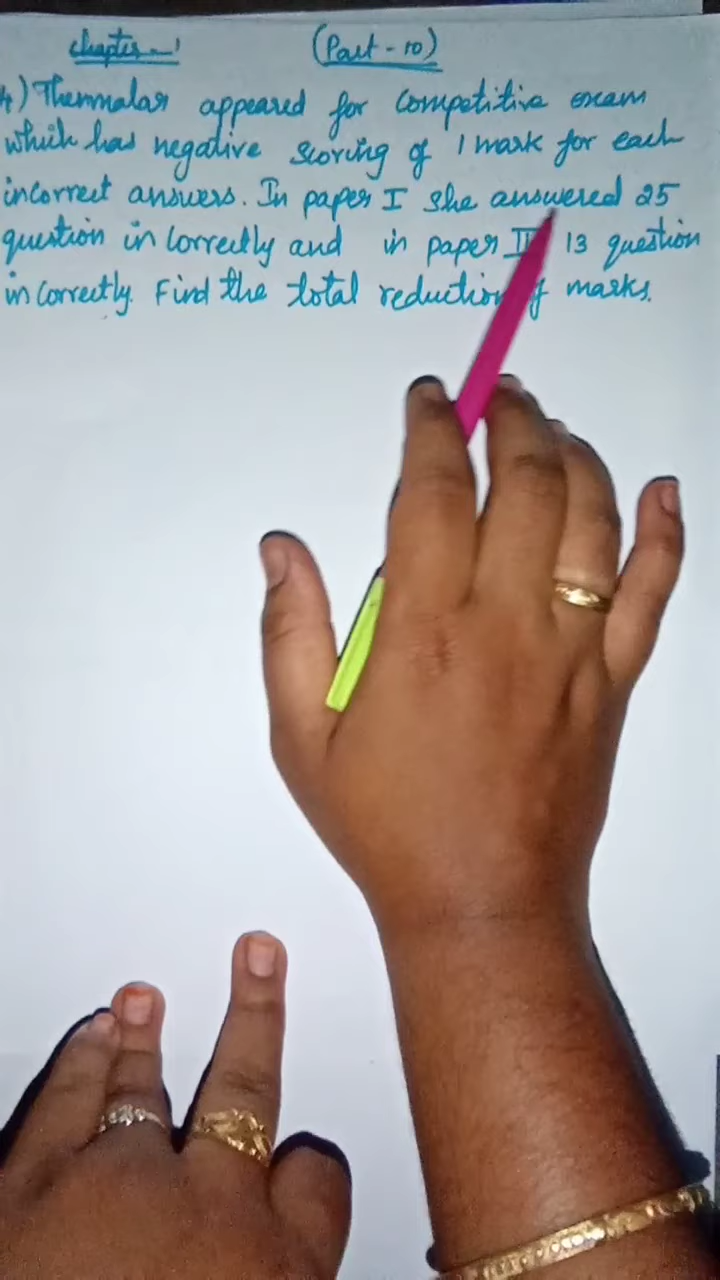 chapter-1 (Part-10)
4) Thenmalar appeared for Competitive exam
which has negative Scoring of 1 mark for each
incorrect answers. In paper I She answered 25
question incorrectly and in paper II 13 question
incorrectly. Find the total reduction of marks.